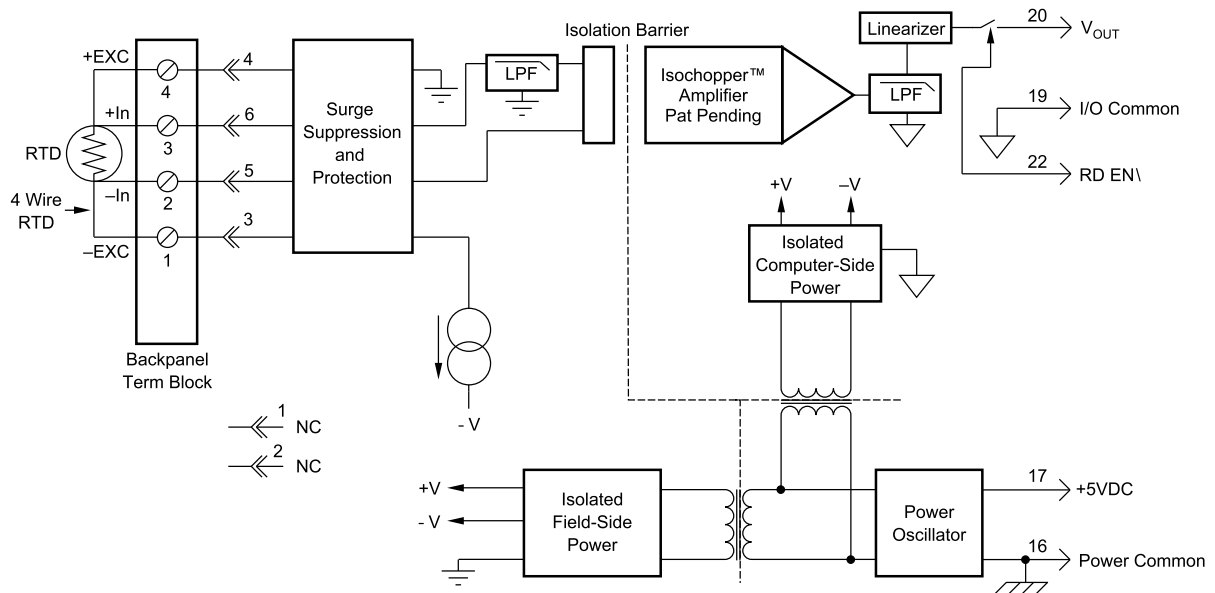 Isolation Barrier
+EXC
4
4
+In
3
6
RTD
–In
2
5
4 Wire
RTD
–EXC
1
3
Backpanel
Term Block
Surge
Suppression
and
Protection
LPF
Isochopper™
Amplifier
Pat Pending
LPF
Linearizer
20
V OUT
19
I/O Common
22
RD EN\
+V
–V
Isolated
Computer-Side
Power
- V
1
NC
2
NC
+V
- V
Isolated
Field-Side
Power
Power
Oscillator
17
+5VDC
16
Power Common